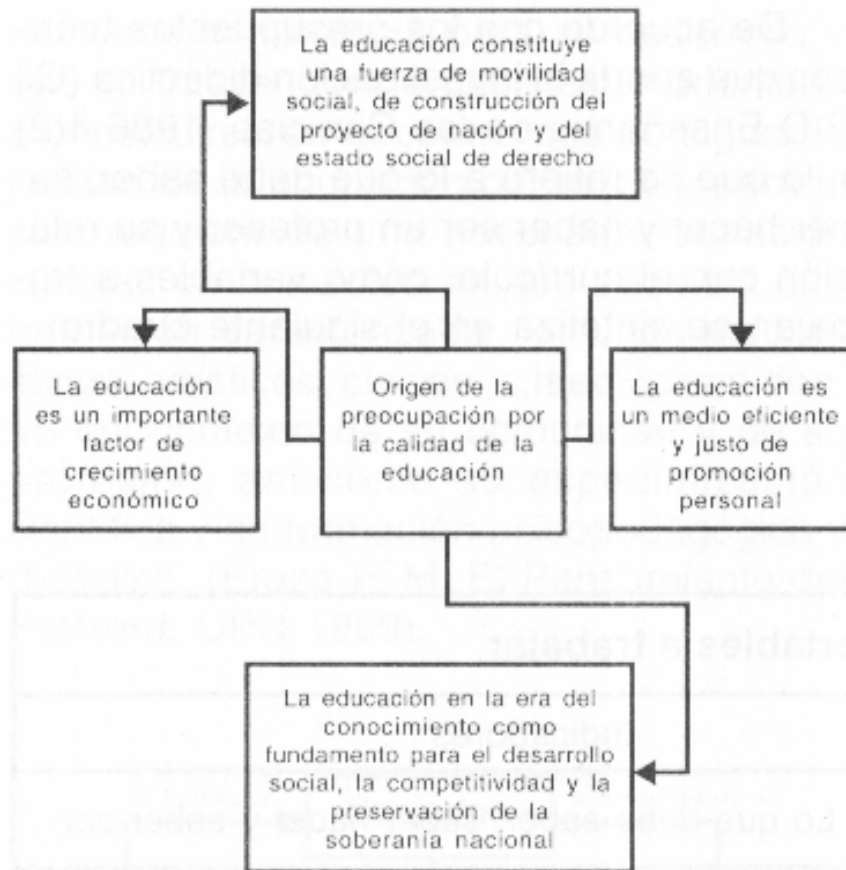 La educación constituye
una fuerza de movilidad
social, de construcción del
proyecto de nación y del
estado social de derecho
La educación
es un importante
factor de
crecimiento
económico
Origen de la
preocupación por
la calidad de la
educación
La educación es
un medio eficiente
y justo de
promoción
personal
La educación en la era del
conocimiento como
fundamento para el desarrollo
social, la competitividad y la
preservación de la
soberanía nacional